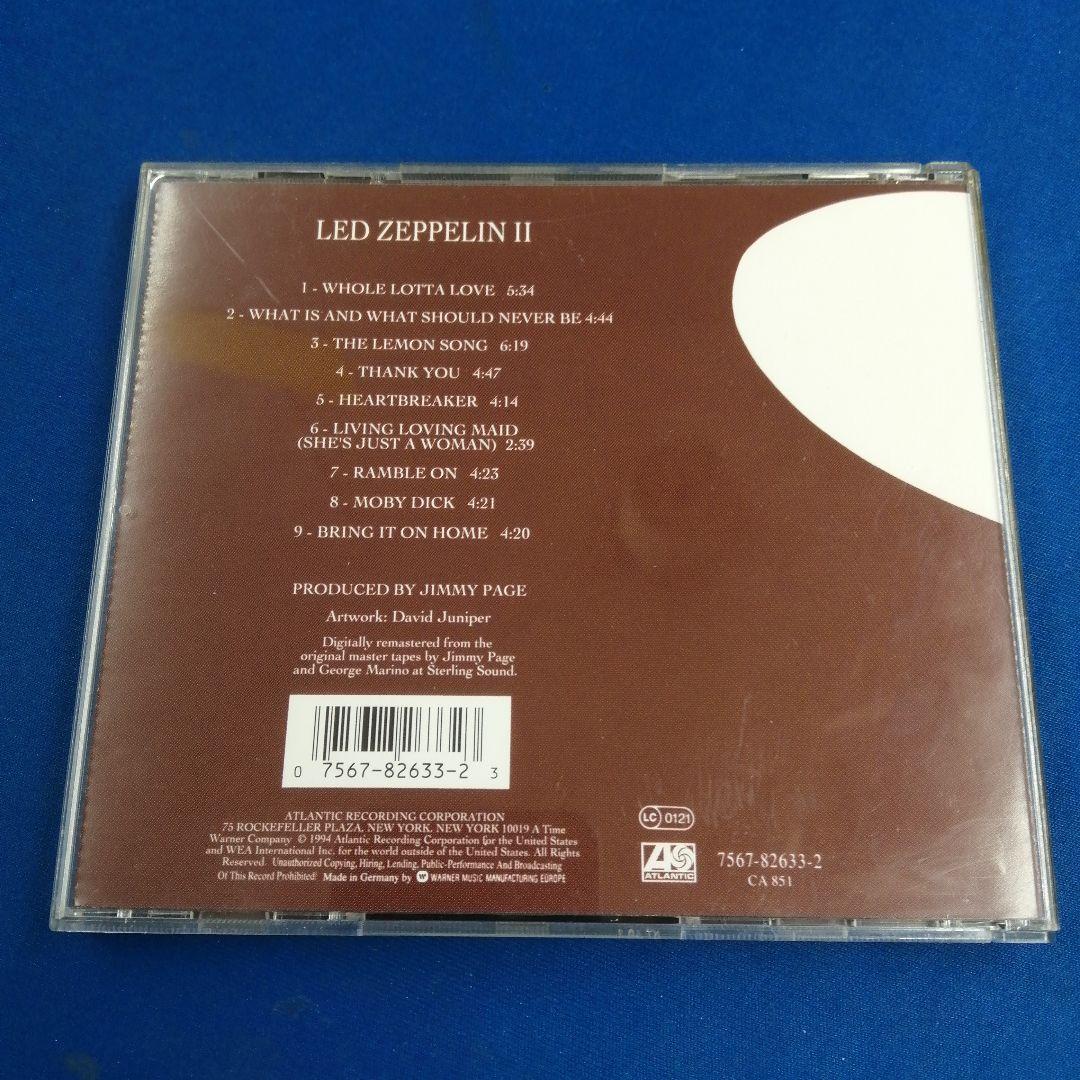 LED ZEPPELIN II
1 - WHOLE LOTTA LOVE 5:34
2 - WHAT IS AND WHAT SHOULD NEVER BE 4:44
3 - THE LEMON SONG 6:19
4 - THANK YOU 4:47
5 - HEARTBREAKER 4:14
6 - LIVING LOVING MAID
(SHE'S JUST A WOMAN) 2:39
7 - RAMBLE ON 4:23
8 - MOBY DICK 4:21
9 - BRING IT ON HOME 4:20
PRODUCED BY JIMMY PAGE
Artwork: David Juniper
Digitally remastered from the
original master tapes by Jimmy Page
and George Marino at Sterling Sound.
0 7567-82633-2 3
ATLANTIC RECORDING CORPORATION
75 ROCKEFELLER PLAZA, NEW YORK, NEW YORK 10019 A Time
Warner Company © 1994 Atlantic Recording Corporation for the United States
and WEA International Inc. for the world outside of the United States. All Rights
Reserved. Unauthorized Copying, Hiring, Lending, Public-Performance And Broadcasting
Of This Record Prohibited! Made in Germany by WARNER MUSIC MANUFACTURING EUROPE
LC 0121
ATLANTIC
7567-82633-2
CA 851